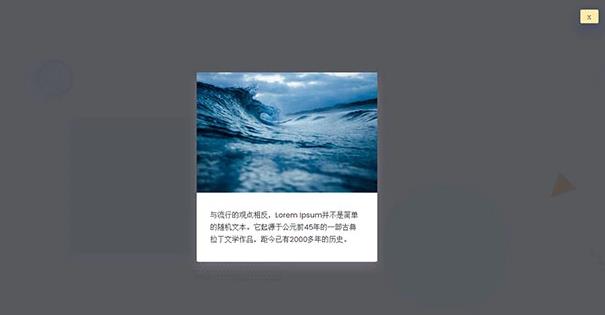 x
与流行的观点相反，Lorem Ipsum并不是简单
的随机文本。它起源于公元前45年的一部古典
拉丁文学作品，距今已有2000多年的历史。